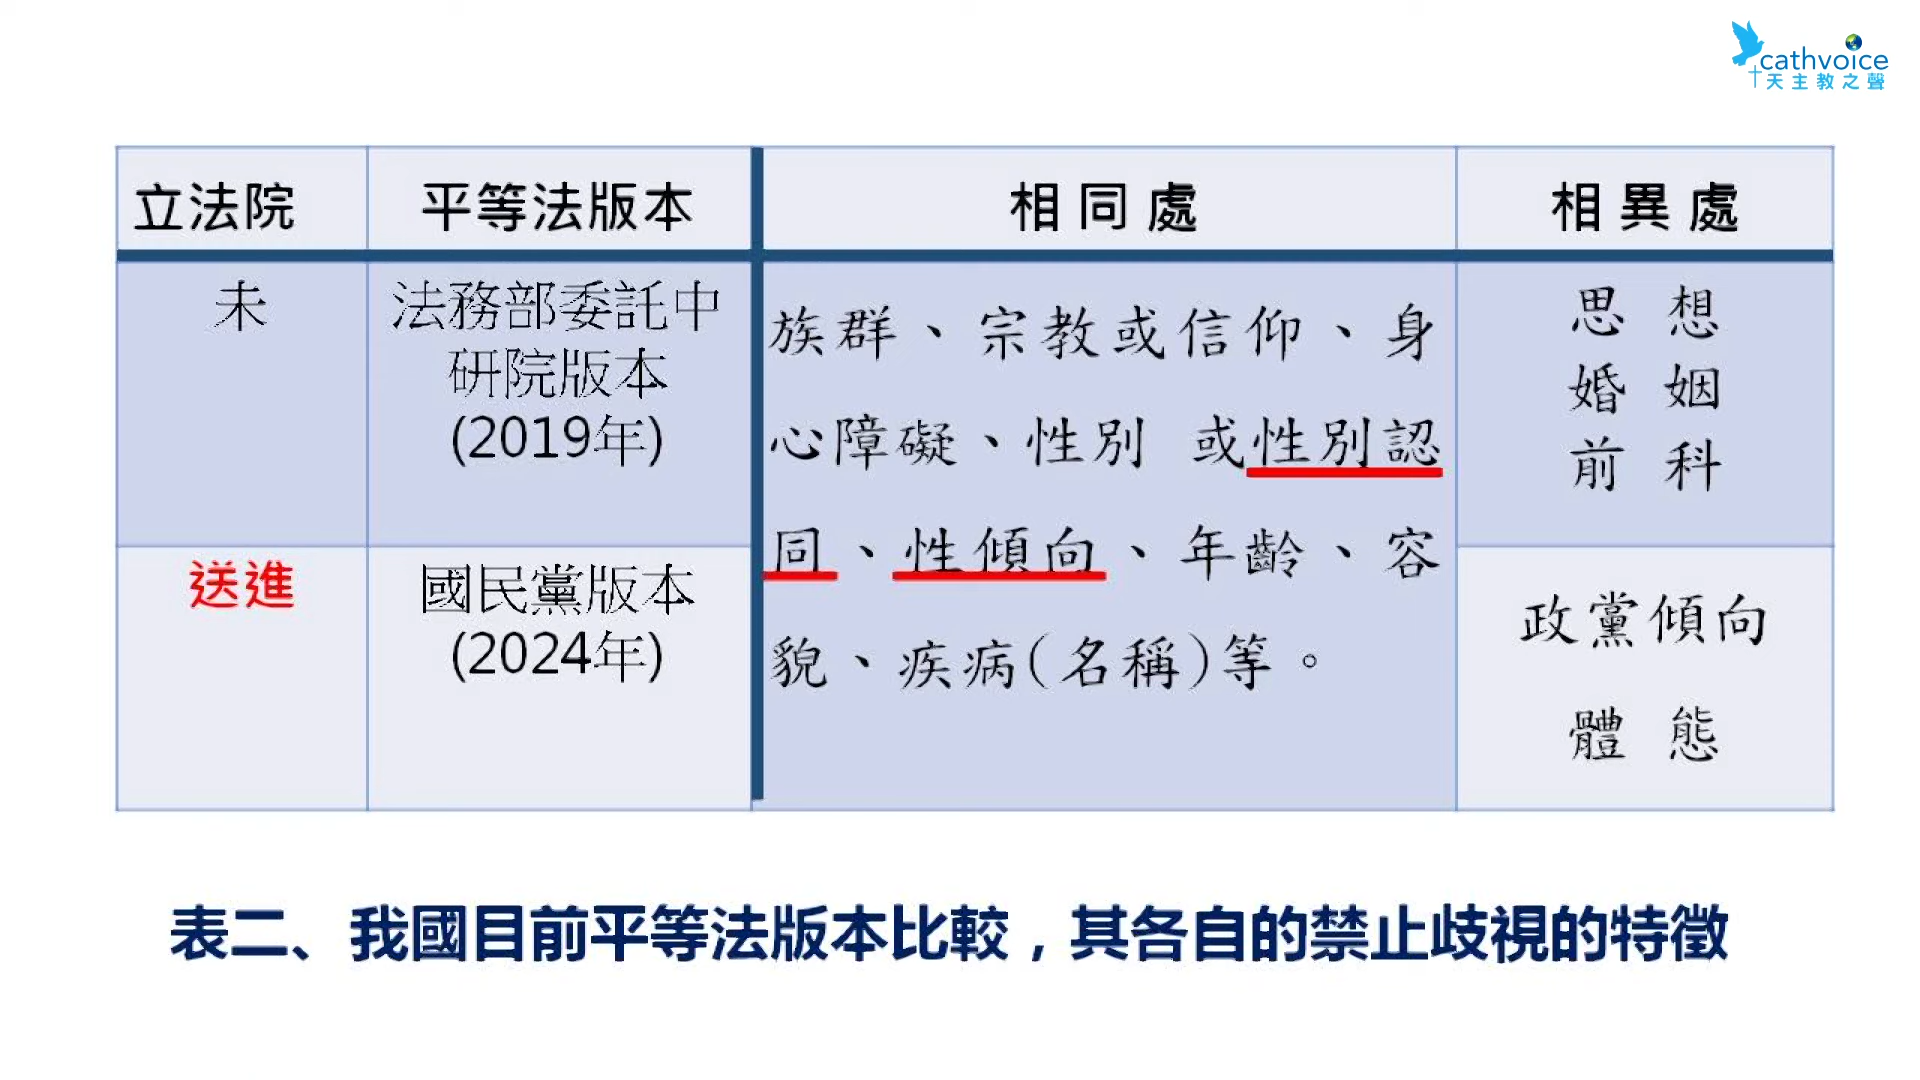 cathvoice
天主教之聲
立法院 平等法版本 相同處 相異處
未
法務部委託中
研院版本
(2019年)
族群、宗教或信仰、身
心障礙、性別 或性別認
同、性傾向、年齡、容
貌、疾病(名稱)等。
思想
婚姻
前科
送進
國民黨版本
(2024年)
政黨傾向
體態
表二、我國目前平等法版本比較，其各自的禁止歧視的特徵